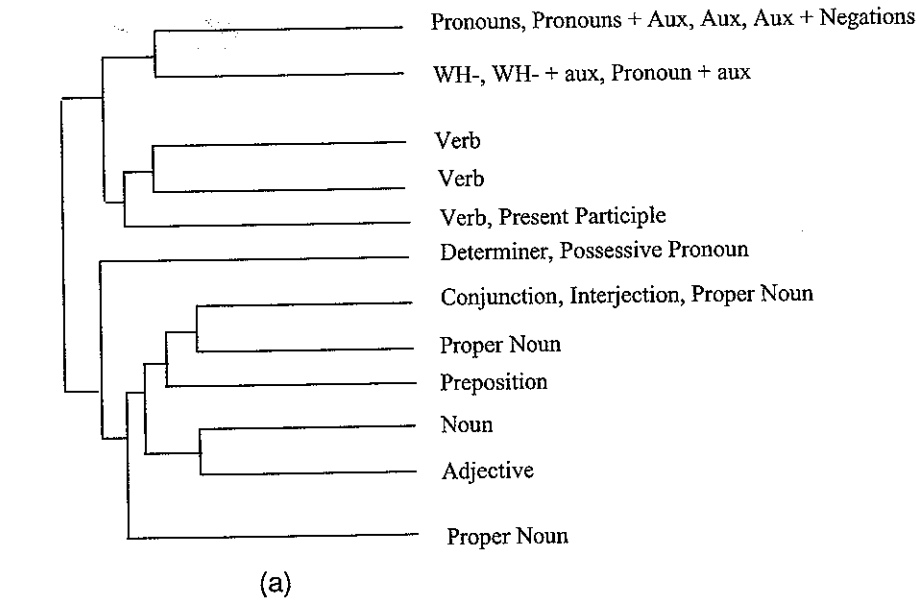 Pronouns, Pronouns + Aux, Aux, Aux + Negations
WH-, WH- + aux, Pronoun + aux
Verb
Verb
Verb, Present Participle
Determiner, Possessive Pronoun
Conjunction, Interjection, Proper Noun
Proper Noun
Preposition
Noun
Adjective
Proper Noun
(a)